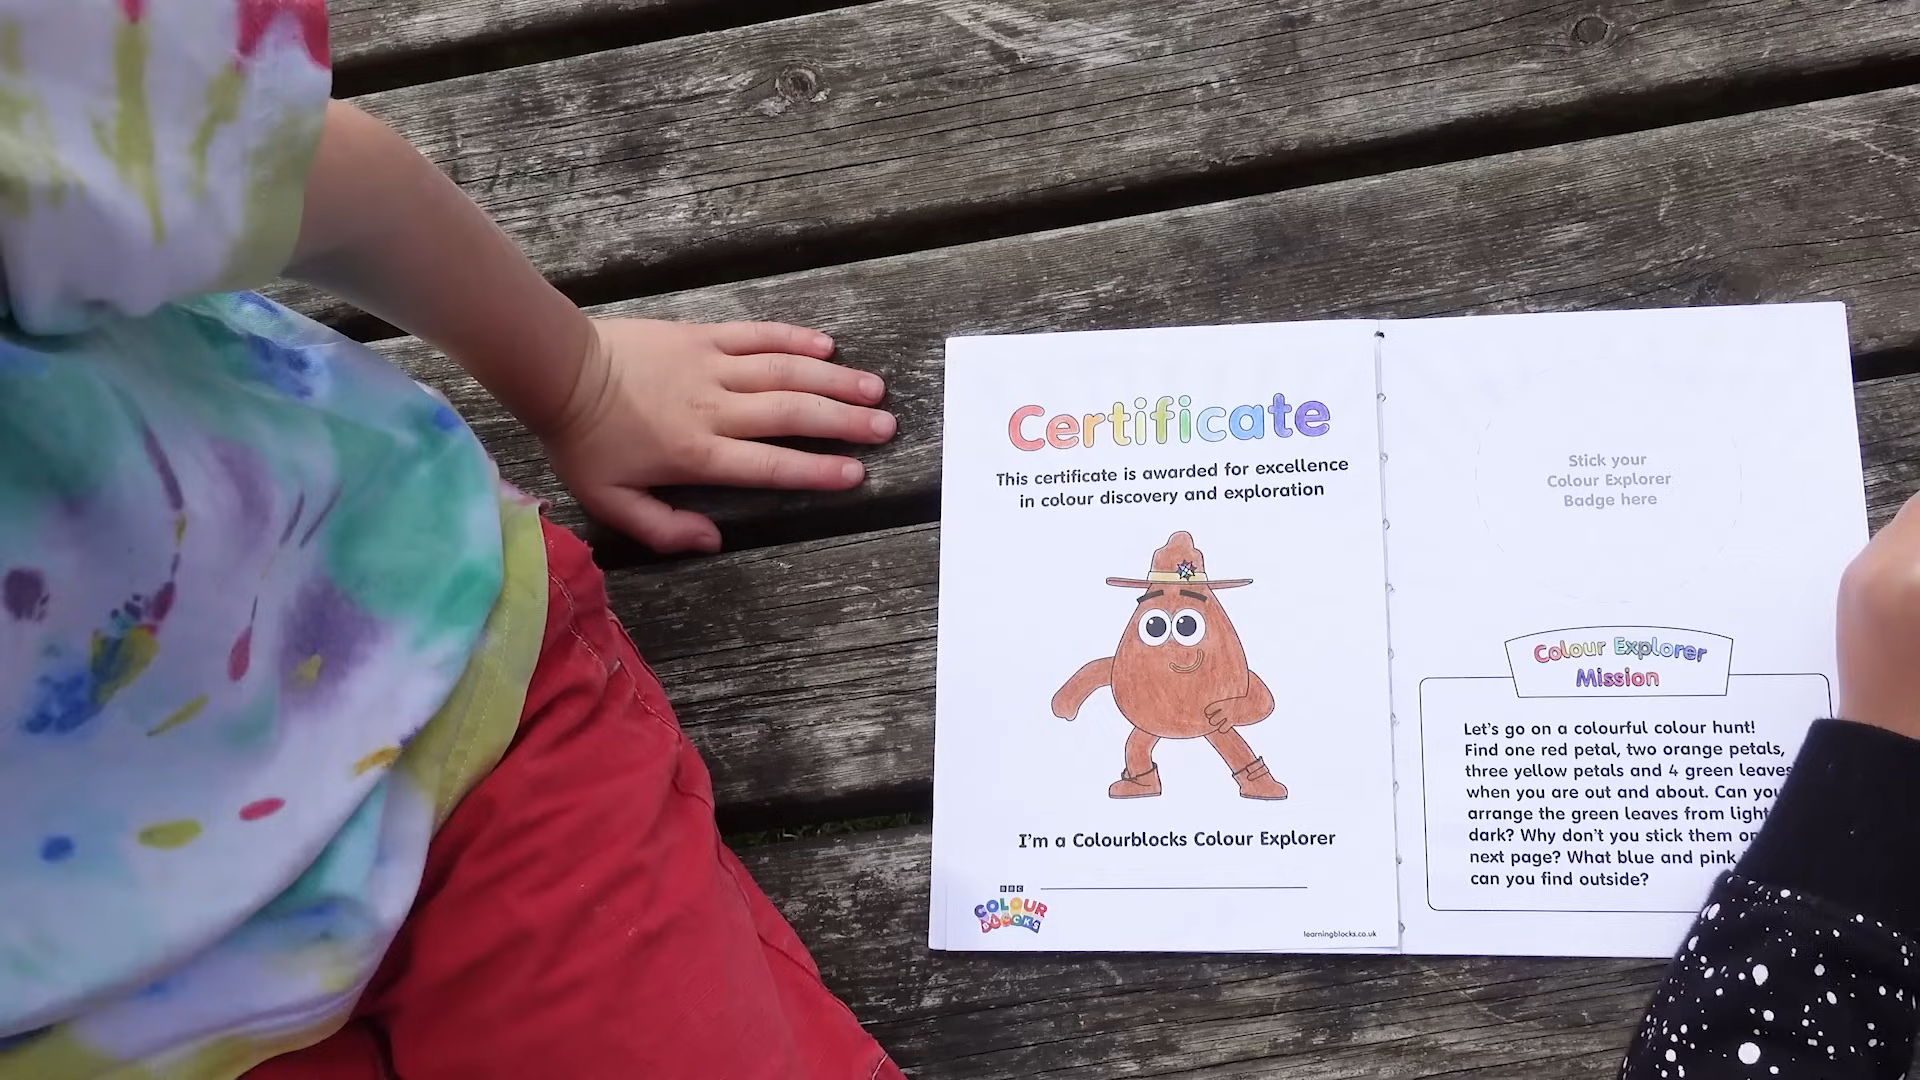 Certificate
This certificate is awarded for excellence
in colour discovery and exploration
I'm a Colourblocks Colour Explorer
BBC
COLOUR
BLOCKS
learningblocks.co.uk
Stick your
Colour Explorer
Badge here
Colour Explorer
Mission
Let's go on a colourful colour hunt!
Find one red petal, two orange petals,
three yellow petals and 4 green leaves
when you are out and about. Can you
arrange the green leaves from light
dark? Why don't you stick them
next page? What blue and pink
can you find outside?